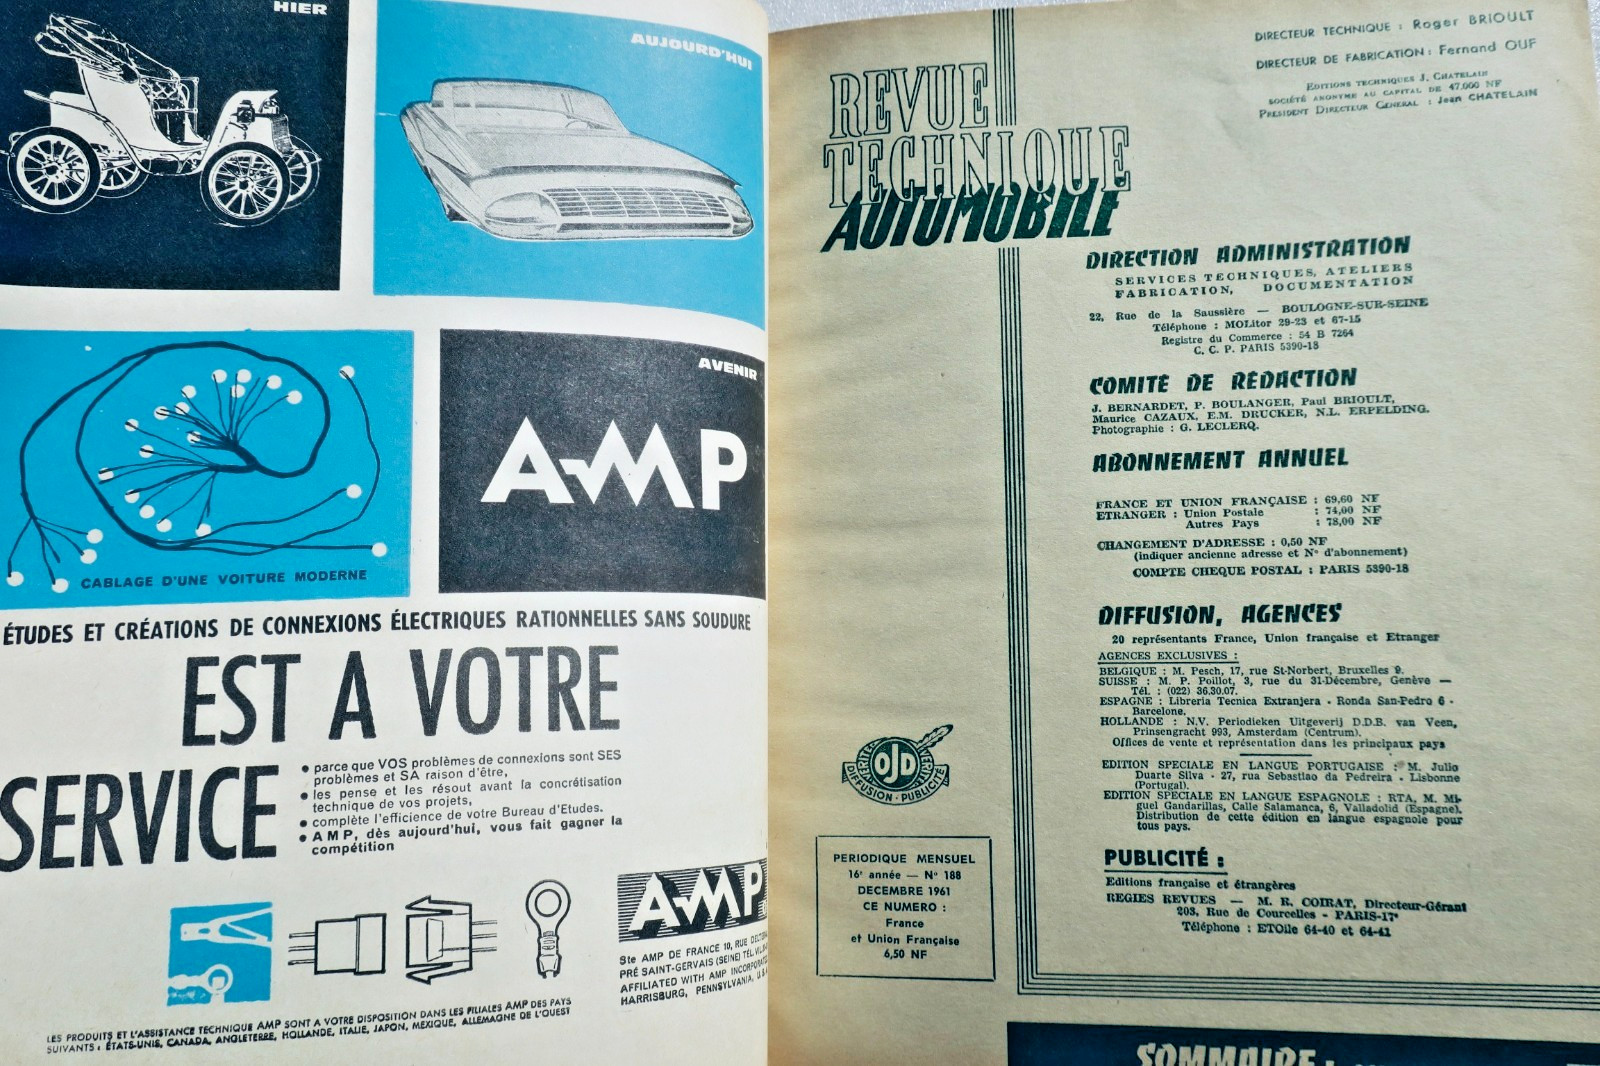 HIER
AUJOURD'HUI
AVENIR
AMP
CABLAGE D'UNE VOITURE MODERNE
ÉTUDES ET CRÉATIONS DE CONNEXIONS ÉLECTRIQUES RATIONNELLES SANS SOUDURE
EST A VOTRE
SERVICE
• parce que VOS problèmes de connexions sont SES
problèmes et SA raison d'être,
• les pense et les résout avant la concrétisation
technique de vos projets,
• complète l'efficience de votre Bureau d'Etudes.
• AMP, dès aujourd'hui, vous fait gagner la
compétition
AMP
Ste AMP DE FRANCE 10, RUE
PRÉ SAINT-GERVAIS (SEINE) TÉL.
AFFILIATED WITH AMP INCORPORATED
HARRISBURG, PENNSYLVANIA, U.S.A.
LES PRODUITS ET L'ASSISTANCE TECHNIQUE AMP SONT A VOTRE DISPOSITION DANS LES FILIALES AMP DES PAYS
SUIVANTS : ÉTATS-UNIS, CANADA, ANGLETERRE, HOLLANDE, ITALIE, JAPON, MEXIQUE, ALLEMAGNE DE L'OUEST
DIRECTEUR TECHNIQUE : Roger BRIOULT
DIRECTEUR DE FABRICATION : Fernand OUF
EDITIONS TECHNIQUES J. CHATELAIN
SOCIÉTÉ ANONYME AU CAPITAL DE 47.000 NF
PRESIDENT DIRECTEUR GENERAL : Jean CHATELAIN
REVUE
TECHNIQUE
AUTOMOBILE
DIRECTION ADMINISTRATION
SERVICES TECHNIQUES, ATELIERS
FABRICATION, DOCUMENTATION
22, Rue de la Saussière — BOULOGNE-SUR-SEINE
Téléphone : MOLitor 29-23 et 67-15
Registre du Commerce : 54 B 7264
C. C. P. PARIS 5390-18
COMITÉ DE RÉDACTION
J. BERNARDET, P. BOULANGER, Paul BRIOULT,
Maurice CAZAUX, E.M. DRUCKER, N.L. ERPELDING.
Photographie : G. LECLERQ.
ABONNEMENT ANNUEL
FRANCE ET UNION FRANÇAISE : 69,60 NF
ETRANGER : Union Postale : 74,00 NF
Autres Pays : 78,00 NF
CHANGEMENT D'ADRESSE : 0,50 NF
(indiquer ancienne adresse et N° d'abonnement)
COMPTE CHEQUE POSTAL : PARIS 5390-18
DIFFUSION, AGENCES
20 représentants France, Union française et Etranger
AGENCES EXCLUSIVES :
BELGIQUE : M. Pesch, 17, rue St-Norbert, Bruxelles 9.
SUISSE : M. P. Poillot, 3, rue du 31-Décembre, Genève —
Tél. : (022) 36.30.07.
ESPAGNE : Libreria Tecnica Extranjera - Ronda San-Pedro 6 -
Barcelone.
HOLLANDE : N.V. Periodieken Uitgeverij D.D.B. van Veen,
Prinsengracht 993, Amsterdam (Centrum).
Offices de vente et représentation dans les principaux pays
EDITION SPECIALE EN LANGUE PORTUGAISE : M. Julio
Duarte Silva - 27, rua Sebastiao da Pedreira - Lisbonne
(Portugal).
EDITION SPECIALE EN LANGUE ESPAGNOLE : RTA, M. Mi-
guel Gandarillas, Calle Salamanca, 6, Valladolid (Espagne).
Distribution de cette édition en langue espagnole pour
tous pays.
PUBLICITÉ :
Editions française et étrangères
REGIES REVUES — M. R. COIRAT, Directeur-Gérant
203, Rue de Courcelles - PARIS-17e
Téléphone : ETOile 64-40 et 64-41
OJD
DIFFUSION - PUBLICITÉ
PERIODIQUE MENSUEL
16e année — N° 188
DECEMBRE 1961
CE NUMERO :
France
et Union Française
6,50 NF
SOMMAIRE :